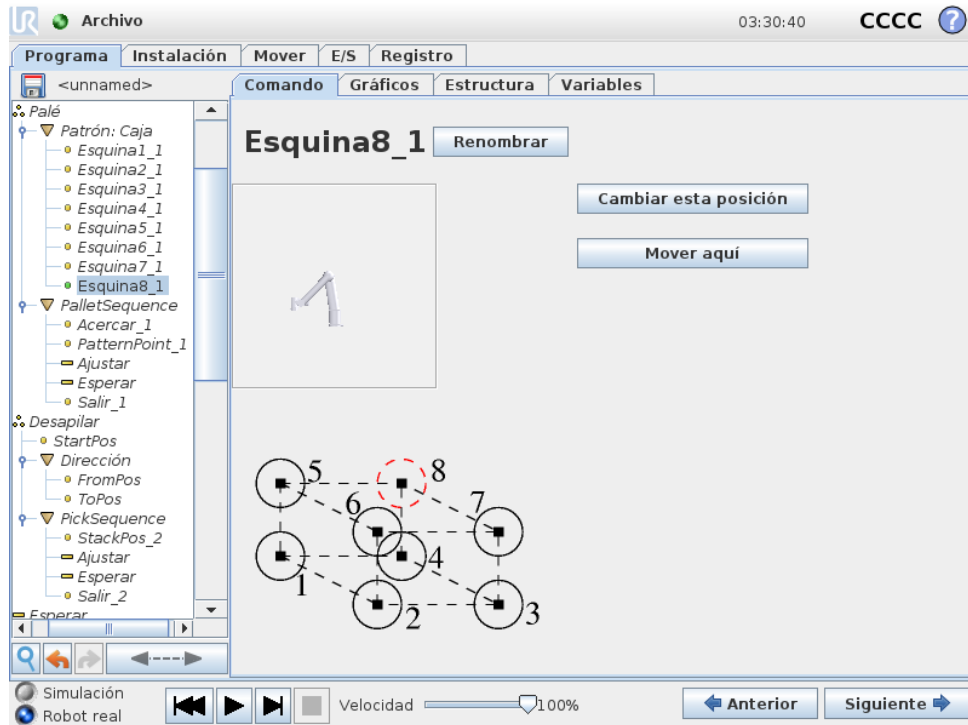 UR Archivo 03:30:40 CCCC ?
Programa Instalación Mover E/S Registro
<unnamed>
Comando Gráficos Estructura Variables
Palé
Patrón: Caja
Esquina1_1
Esquina2_1
Esquina3_1
Esquina4_1
Esquina5_1
Esquina6_1
Esquina7_1
Esquina8_1
PalletSequence
Acercar_1
PatternPoint_1
Ajustar
Esperar
Salir_1
Desapilar
StartPos
Dirección
FromPos
ToPos
PickSequence
StackPos_2
Ajustar
Esperar
Salir_2
Esperar
Esquina8_1 Renombrar
Cambiar esta posición
Mover aquí
5 8
6 7
1 4
2 3
Simulación
Robot real
Velocidad 100%
Anterior Siguiente